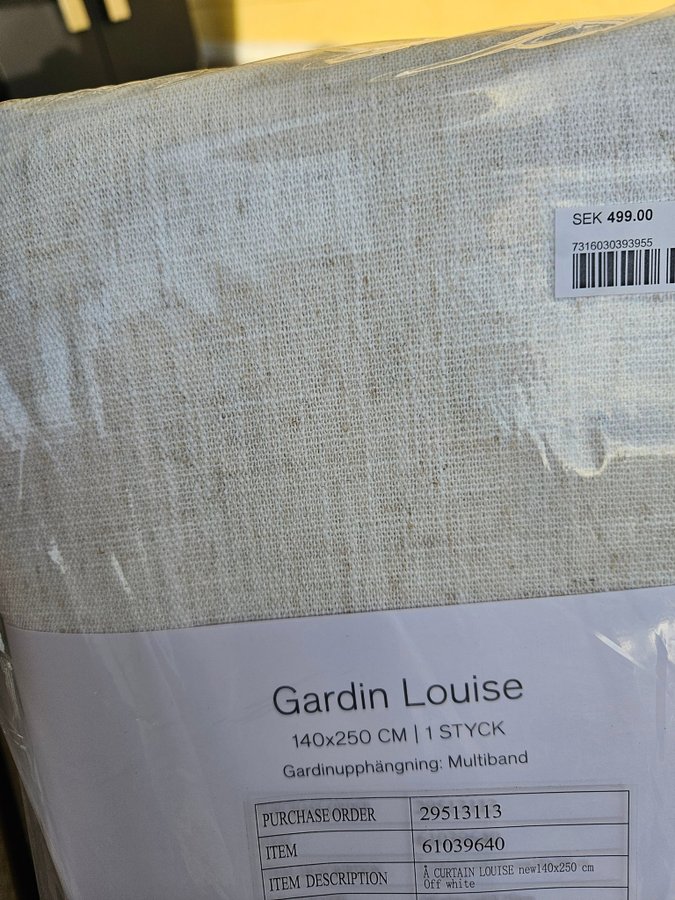 SEK 499.00
7316030393955
Gardin Louise
140x250 CM | 1 STYCK
Gardinupphängning: Multiband
PURCHASE ORDER 29513113
ITEM 61039640
ITEM DESCRIPTION Å CURTAIN LOUISE new140x250 cm
Off white